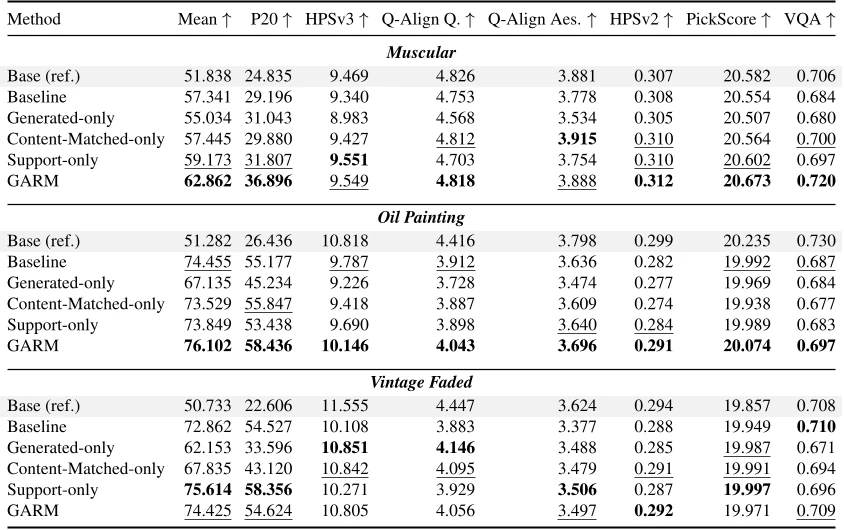 Method Mean ↑ P20 ↑ HPSv3 ↑ Q-Align Q. ↑ Q-Align Aes. ↑ HPSv2 ↑ PickScore ↑ VQA ↑
Muscular
Base (ref.) 51.838 24.835 9.469 4.826 3.881 0.307 20.582 0.706
Baseline 57.341 29.196 9.340 4.753 3.778 0.308 20.554 0.684
Generated-only 55.034 31.043 8.983 4.568 3.534 0.305 20.507 0.680
Content-Matched-only 57.445 29.880 9.427 4.812 3.915 0.310 20.564 0.700
Support-only 59.173 31.807 9.551 4.703 3.754 0.310 20.602 0.697
GARM 62.862 36.896 9.549 4.818 3.888 0.312 20.673 0.720
Oil Painting
Base (ref.) 51.282 26.436 10.818 4.416 3.798 0.299 20.235 0.730
Baseline 74.455 55.177 9.787 3.912 3.636 0.282 19.992 0.687
Generated-only 67.135 45.234 9.226 3.728 3.474 0.277 19.969 0.684
Content-Matched-only 73.529 55.847 9.418 3.887 3.609 0.274 19.938 0.677
Support-only 73.849 53.438 9.690 3.898 3.640 0.284 19.989 0.683
GARM 76.102 58.436 10.146 4.043 3.696 0.291 20.074 0.697
Vintage Faded
Base (ref.) 50.733 22.606 11.555 4.447 3.624 0.294 19.857 0.708
Baseline 72.862 54.527 10.108 3.883 3.377 0.288 19.949 0.710
Generated-only 62.153 33.596 10.851 4.146 3.488 0.285 19.987 0.671
Content-Matched-only 67.835 43.120 10.842 4.095 3.479 0.291 19.991 0.694
Support-only 75.614 58.356 10.271 3.929 3.506 0.287 19.997 0.696
GARM 74.425 54.624 10.805 4.056 3.497 0.292 19.971 0.709